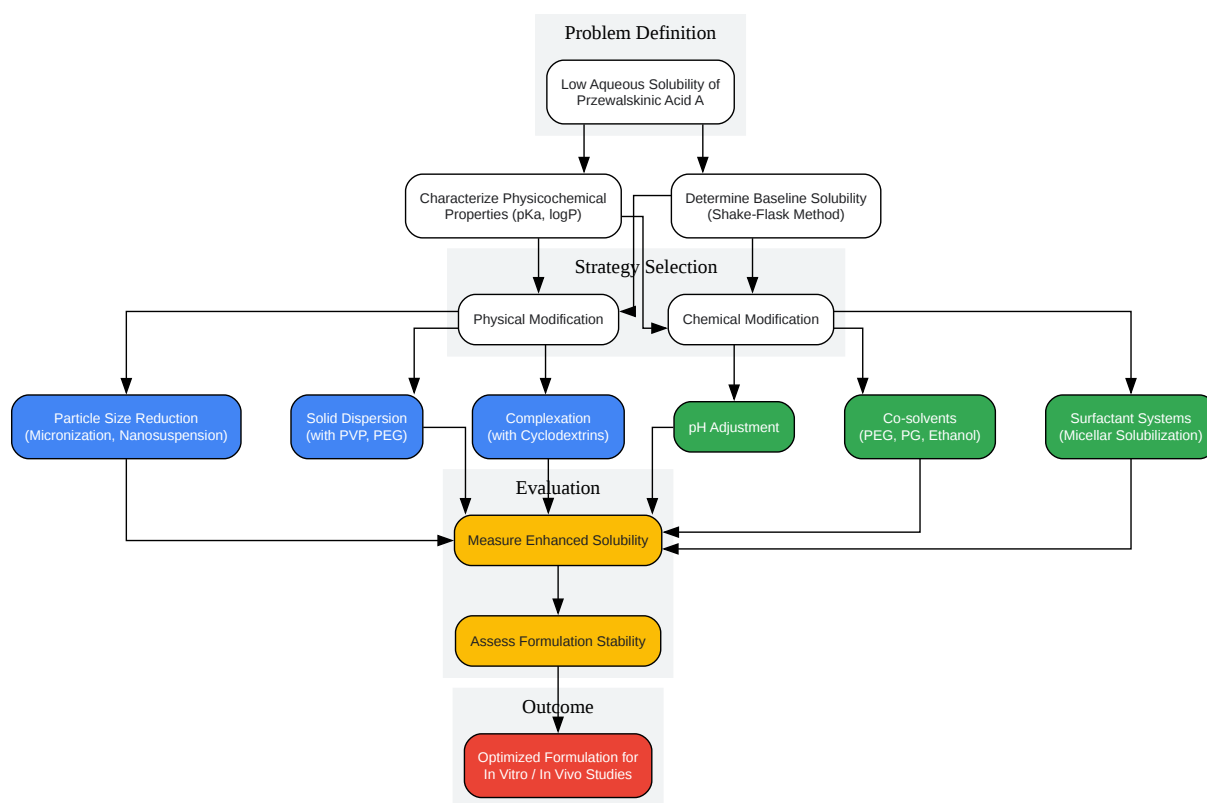 Problem Definition
Low Aqueous Solubility of
Przewalskinic Acid A
Characterize Physicochemical
Properties (pKa, logP)
Determine Baseline Solubility
(Shake-Flask Method)
Strategy Selection
Physical Modification
Chemical Modification
Particle Size Reduction
(Micronization, Nanosuspension)
Solid Dispersion
(with PVP, PEG)
Complexation
(with Cyclodextrins)
pH Adjustment
Co-solvents
(PEG, PG, Ethanol)
Surfactant Systems
(Micellar Solubilization)
Evaluation
Measure Enhanced Solubility
Assess Formulation Stability
Outcome
Optimized Formulation for
In Vitro / In Vivo Studies